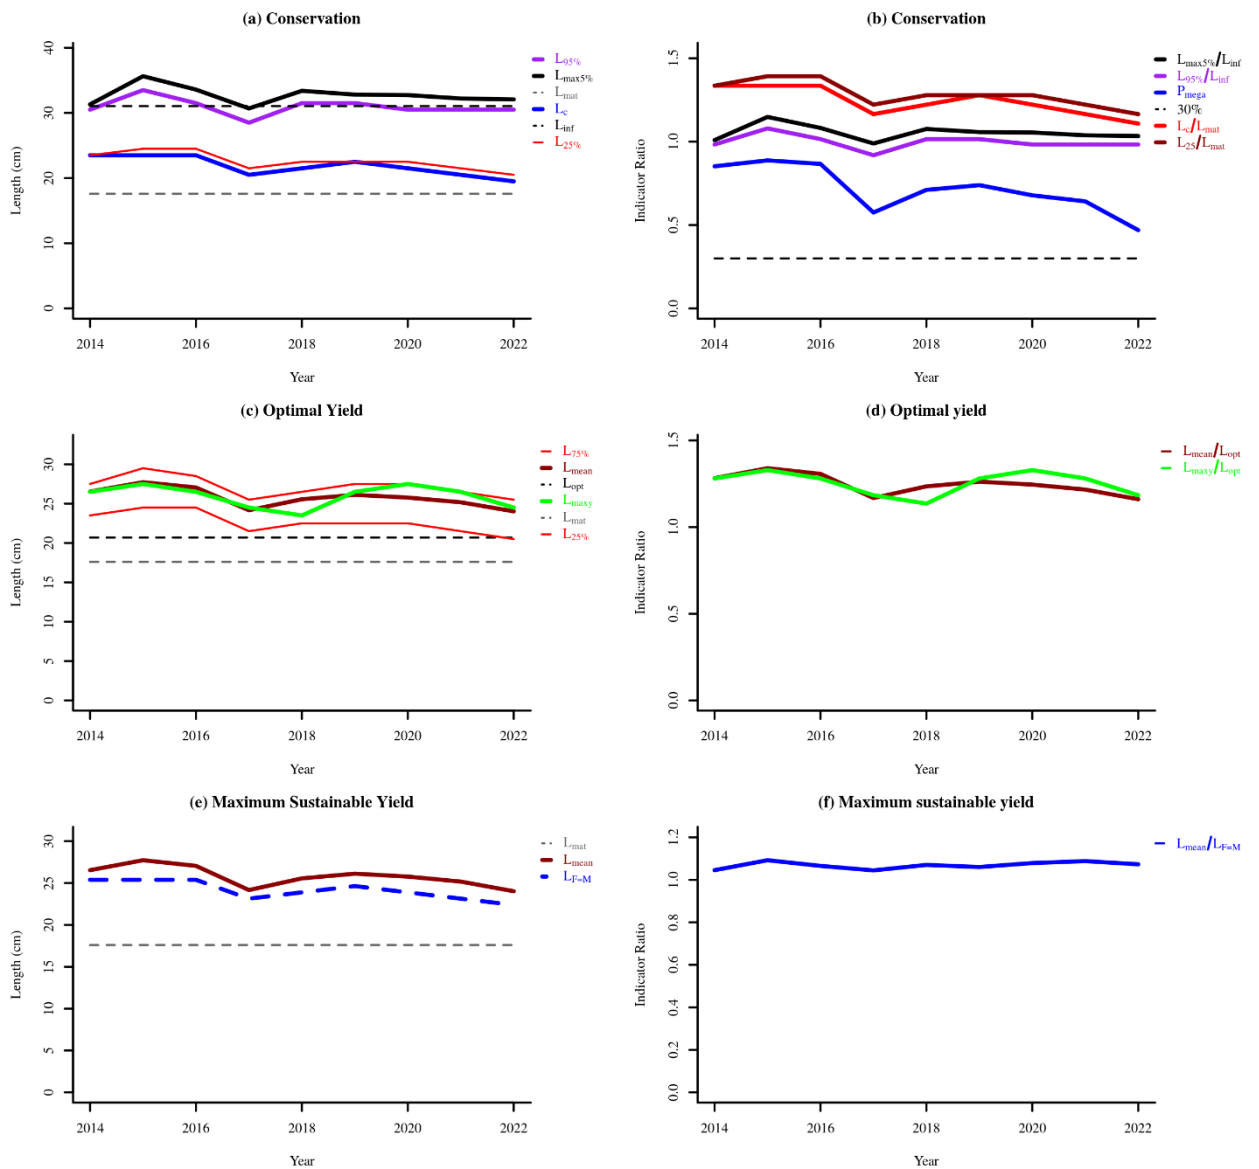 (a) Conservation
Length (cm)
0 10 20 30 40
2014 2016 2018 2020 2022
Year
L95%
Lmax5%
Lmat
Lc
Linf
L25%
(b) Conservation
Indicator Ratio
0.0 0.5 1.0 1.5
2014 2016 2018 2020 2022
Year
Lmax5%/Linf
L95%/Linf
Pmega
30%
Lc/Lmat
L25/Lmat
(c) Optimal Yield
Length (cm)
0 5 10 15 20 25 30
2014 2016 2018 2020 2022
Year
L75%
Lmean
Lopt
Lmaxy
Lmat
L25%
(d) Optimal yield
Indicator Ratio
0.0 0.5 1.0 1.5
2014 2016 2018 2020 2022
Year
Lmean/Lopt
Lmaxy/Lopt
(e) Maximum Sustainable Yield
Length (cm)
0 5 10 15 20 25 30
2014 2016 2018 2020 2022
Year
Lmat
Lmean
LF=M
(f) Maximum sustainable yield
Indicator Ratio
0.0 0.2 0.4 0.6 0.8 1.0 1.2
2014 2016 2018 2020 2022
Year
Lmean/LF=M